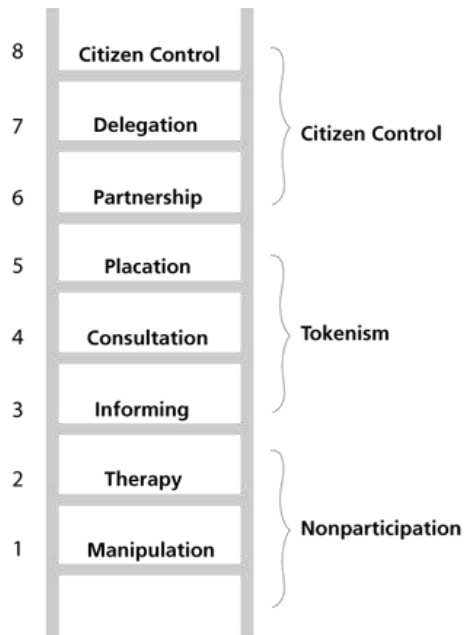 8 Citizen Control
7 Delegation
Citizen Control
6 Partnership
5 Placation
4 Consultation
Tokenism
3 Informing
2 Therapy
Nonparticipation
1 Manipulation